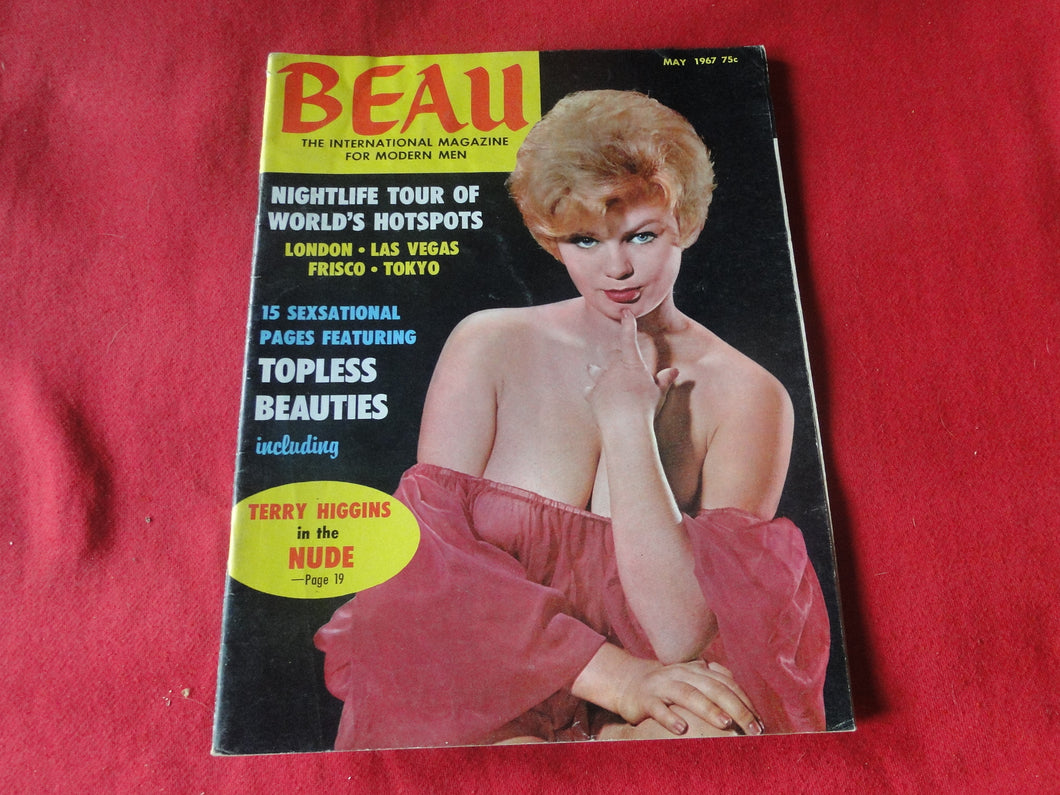 BEAU
THE INTERNATIONAL MAGAZINE
FOR MODERN MEN
MAY 1967 75c
NIGHTLIFE TOUR OF
WORLD'S HOTSPOTS
LONDON • LAS VEGAS
FRISCO • TOKYO
15 SEXSATIONAL
PAGES FEATURING
TOPLESS
BEAUTIES
including
TERRY HIGGINS
in the
NUDE
—Page 19